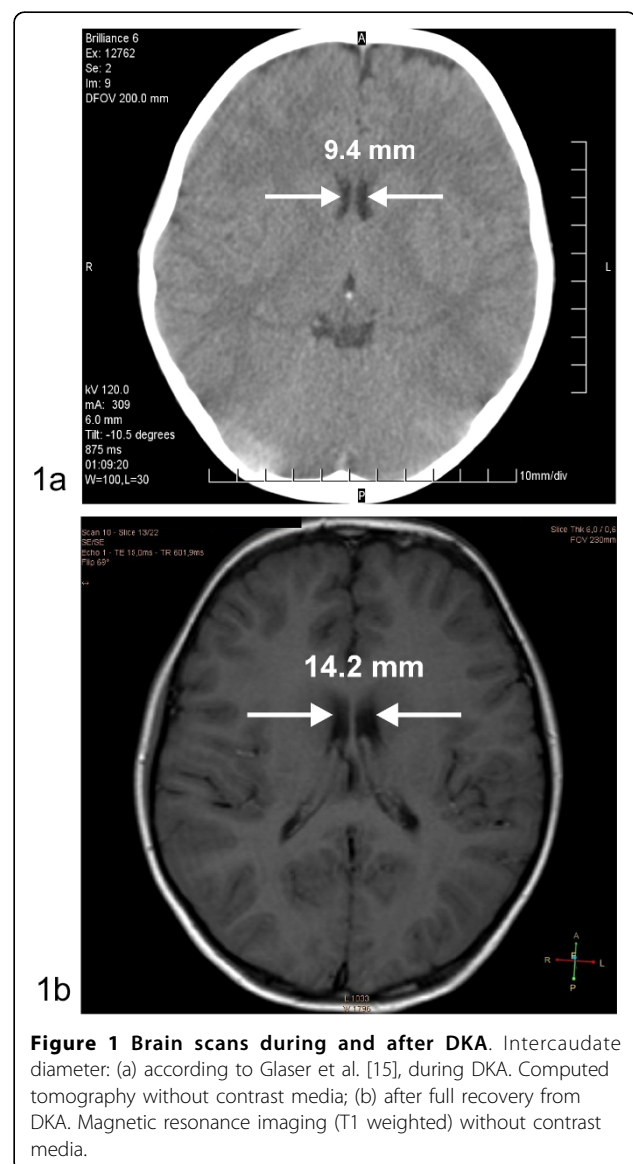 Brilliance 6
Ex: 12762
Se: 2
Im: 9
DFOV 200.0 mm
A
9.4 mm
R
L
kV 120.0
mA: 309
6.0 mm
Tilt: -10.5 degrees
875 ms
01:09:20
W=100,L=30
10mm/div
P
1a
Scan 10 - Slice 13/22
SE/SE
Echo 1 - TE 15,0ms - TR 601,9ms
Flip 69°
Slice Thk 6,0 / 0,6
FOV 230mm
14.2 mm
A
R
L
P
1b
Figure 1 Brain scans during and after DKA. Intercaudate
diameter: (a) according to Glaser et al. [15], during DKA. Computed
tomography without contrast media; (b) after full recovery from
DKA. Magnetic resonance imaging (T1 weighted) without contrast
media.